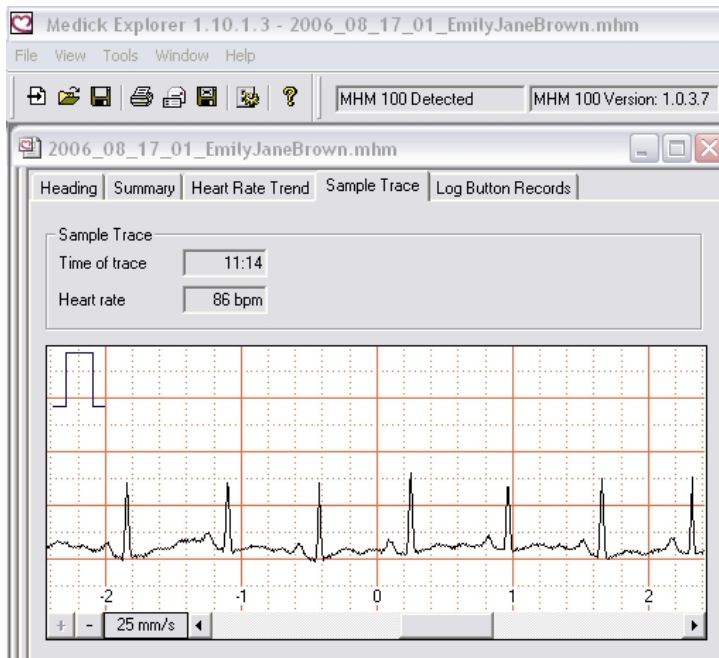 Medick Explorer 1.10.1.3 - 2006_08_17_01_EmilyJaneBrown.mhm
File View Tools Window Help
MHM 100 Detected MHM 100 Version: 1.0.3.7
2006_08_17_01_EmilyJaneBrown.mhm
Heading Summary Heart Rate Trend Sample Trace Log Button Records
Sample Trace
Time of trace 11:14
Heart rate 86 bpm
-2 -1 0 1 2
+ - 25 mm/s